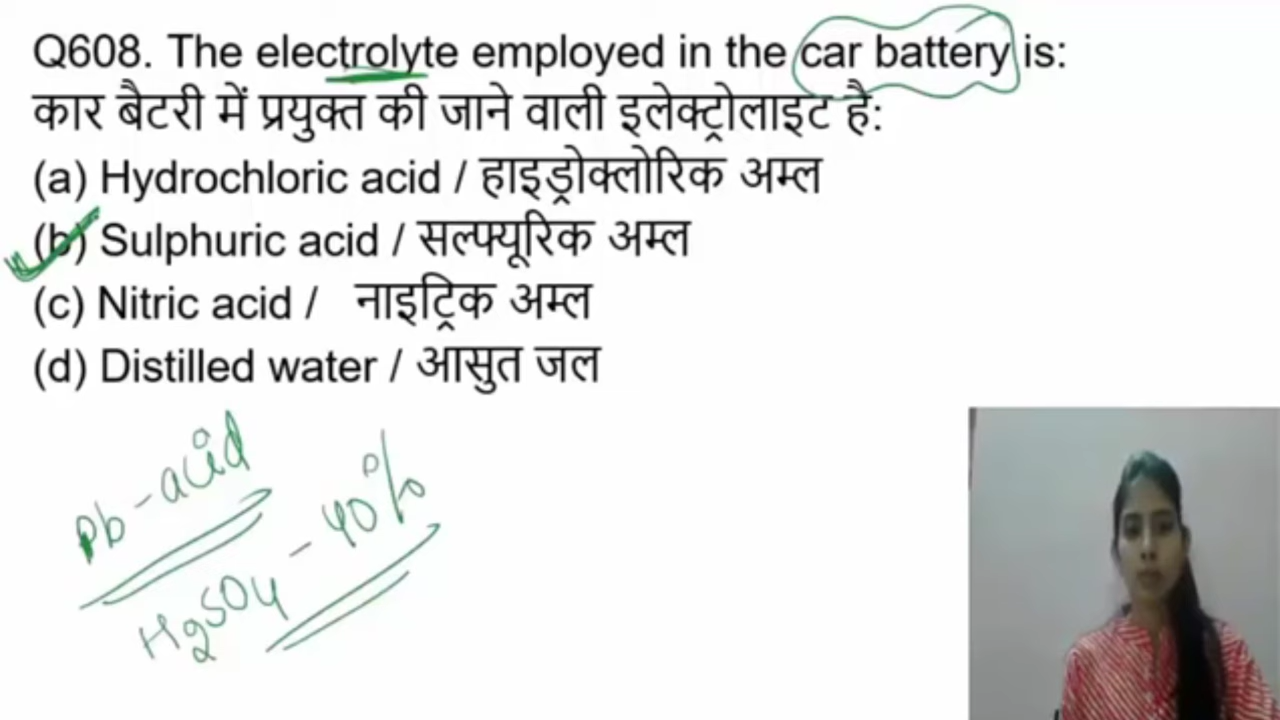 Q608. The electrolyte employed in the car battery is:
कार बैटरी में प्रयुक्त की जाने वाली इलेक्ट्रोलाइट है:
(a) Hydrochloric acid / हाइड्रोक्लोरिक अम्ल
(b) Sulphuric acid / सल्फ्यूरिक अम्ल
(c) Nitric acid / नाइट्रिक अम्ल
(d) Distilled water / आसुत जल
Pb-acid
H2SO4 - 40%